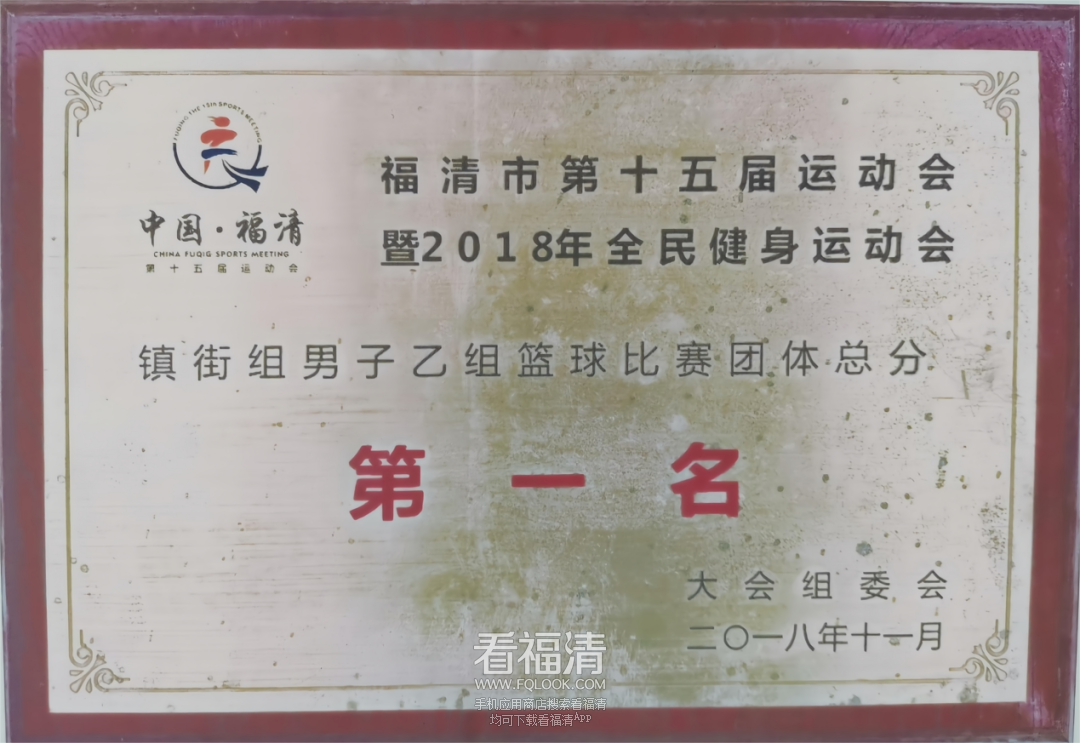 FUQING THE 15th SPORTS MEETING
中国·福清
CHINA FUQIG SPORTS MEETING
第十五届运动会
福清市第十五届运动会
暨2018年全民健身运动会
镇街组男子乙组篮球比赛团体总分
第一名
大会组委会
二〇一八年十一月
看福清
WWW.FQLOOK.COM
手机应用商店搜索看福清
均可下载看福清App